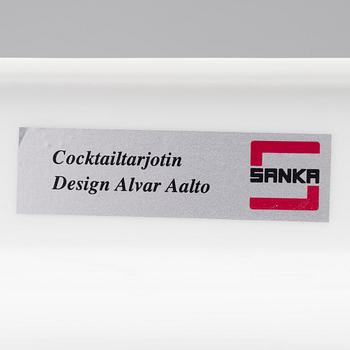 Cocktailtarjotin
Design Alvar Aalto
SANKA